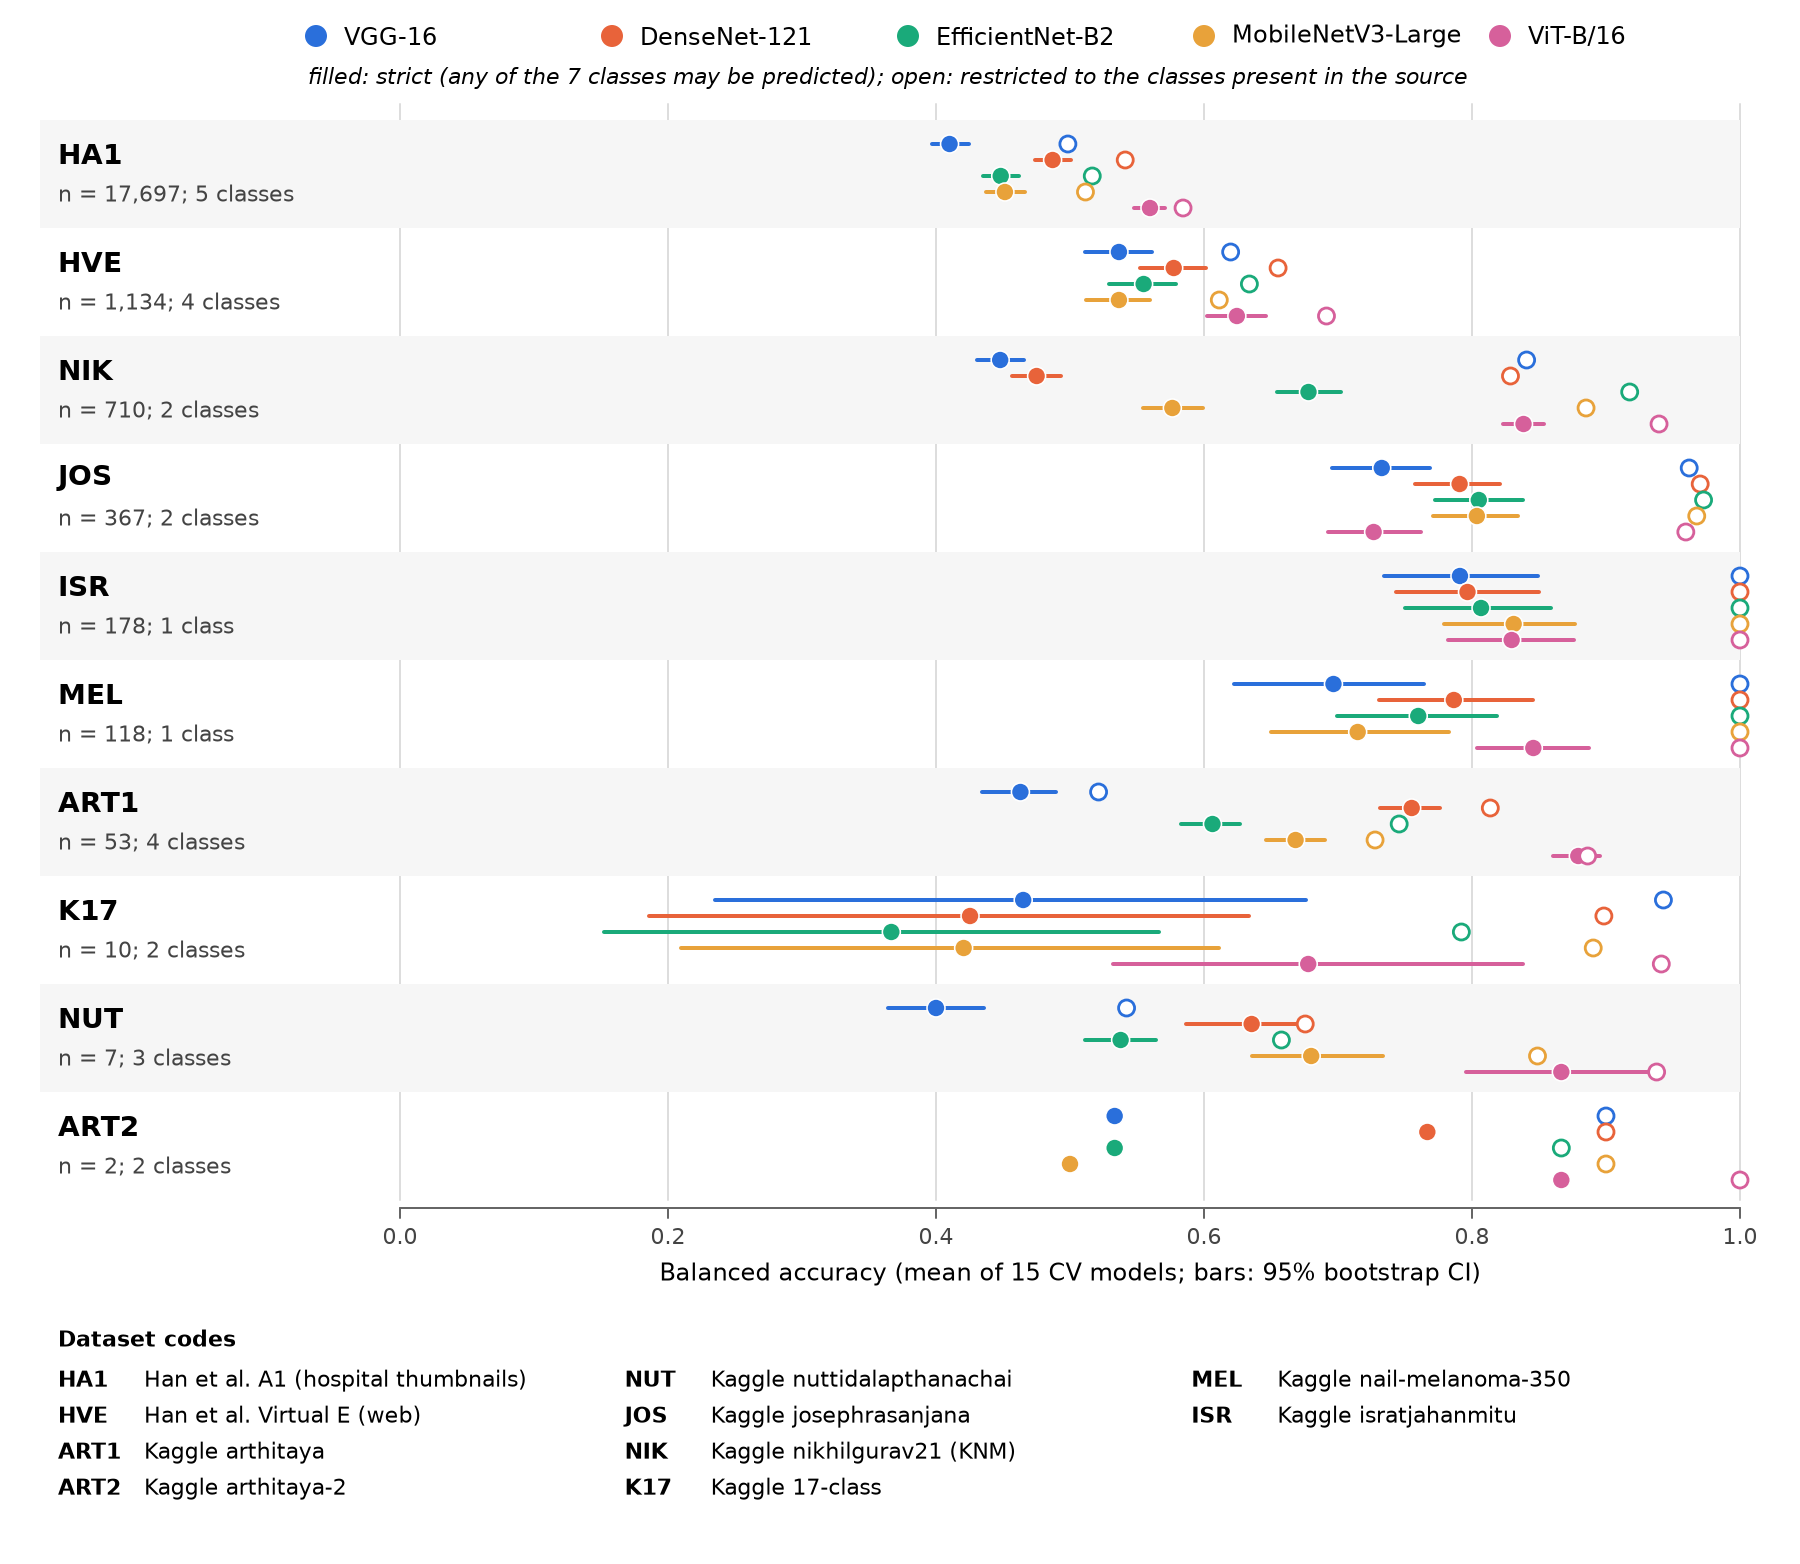 VGG-16 DenseNet-121 EfficientNet-B2 MobileNetV3-Large ViT-B/16
filled: strict (any of the 7 classes may be predicted); open: restricted to the classes present in the source
HA1
n = 17,697; 5 classes
HVE
n = 1,134; 4 classes
NIK
n = 710; 2 classes
JOS
n = 367; 2 classes
ISR
n = 178; 1 class
MEL
n = 118; 1 class
ART1
n = 53; 4 classes
K17
n = 10; 2 classes
NUT
n = 7; 3 classes
ART2
n = 2; 2 classes
0.0 0.2 0.4 0.6 0.8 1.0
Balanced accuracy (mean of 15 CV models; bars: 95% bootstrap CI)
Dataset codes
HA1 Han et al. A1 (hospital thumbnails)
HVE Han et al. Virtual E (web)
ART1 Kaggle arthitaya
ART2 Kaggle arthitaya-2
NUT Kaggle nuttidalapthanachai
JOS Kaggle josephrasanjana
NIK Kaggle nikhilgurav21 (KNM)
K17 Kaggle 17-class
MEL Kaggle nail-melanoma-350
ISR Kaggle isratjahanmitu